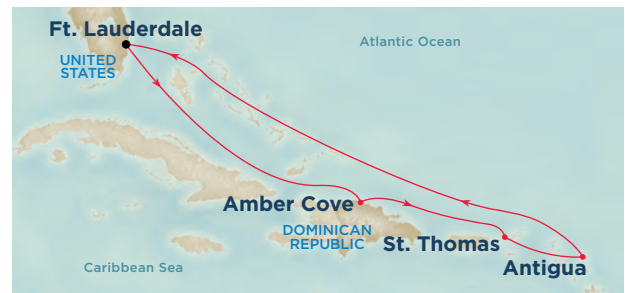 Ft. Lauderdale
UNITED
STATES
Atlantic Ocean
Amber Cove
DOMINICAN
REPUBLIC
St. Thomas
Antigua
Caribbean Sea